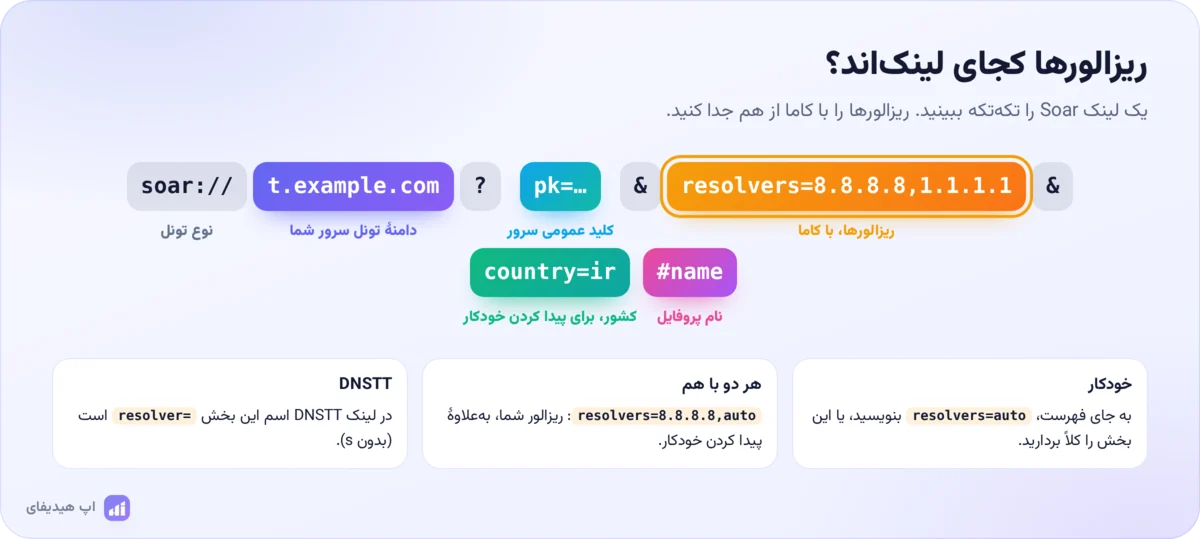 ریزالورها کجای لینک‌اند؟
یک لینک Soar را تکه‌تکه ببینید. ریزالورها را با کاما از هم جدا کنید.
soar:// t.example.com ? pk=… & resolvers=8.8.8.8,1.1.1.1 &
نوع تونل
دامنهٔ تونل سرور شما
کلید عمومی سرور
ریزالورها، با کاما
country=ir #name
کشور، برای پیدا کردن خودکار
نام پروفایل
خودکار
به جای فهرست، resolvers=auto بنویسید، یا این
بخش را کلاً بردارید.
هر دو با هم
resolvers=8.8.8.8,auto : ریزالور شما، به‌علاوهٔ
پیدا کردن خودکار.
DNSTT
در لینک DNSTT اسم این بخش resolver= است
(بدون s).
اپ هیدیفای